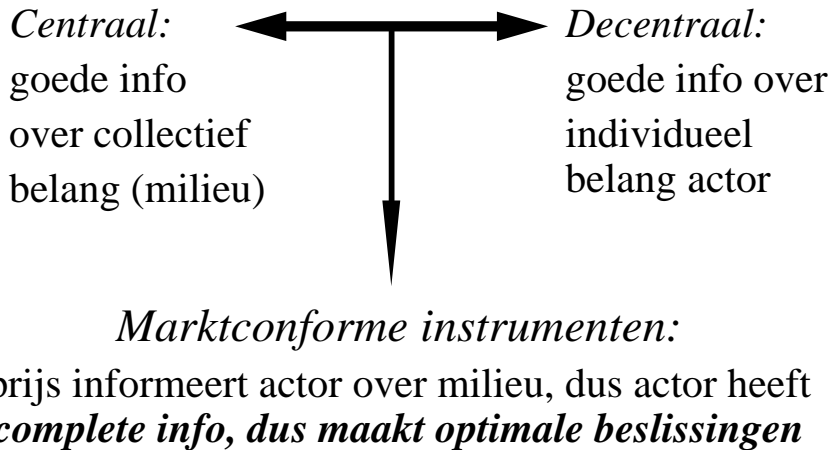 Centraal:
goede info
over collectief
belang (milieu)
Decentraal:
goede info over
individueel
belang actor
Marktconforme instrumenten:
prijs informeert actor over milieu, dus actor heeft
complete info, dus maakt optimale beslissingen